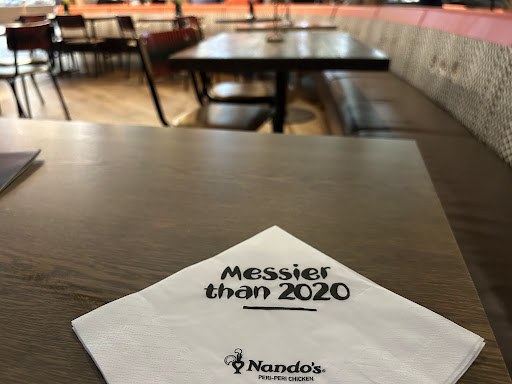 Messier
than 2020
Nando's
PERI-PERI CHICKEN